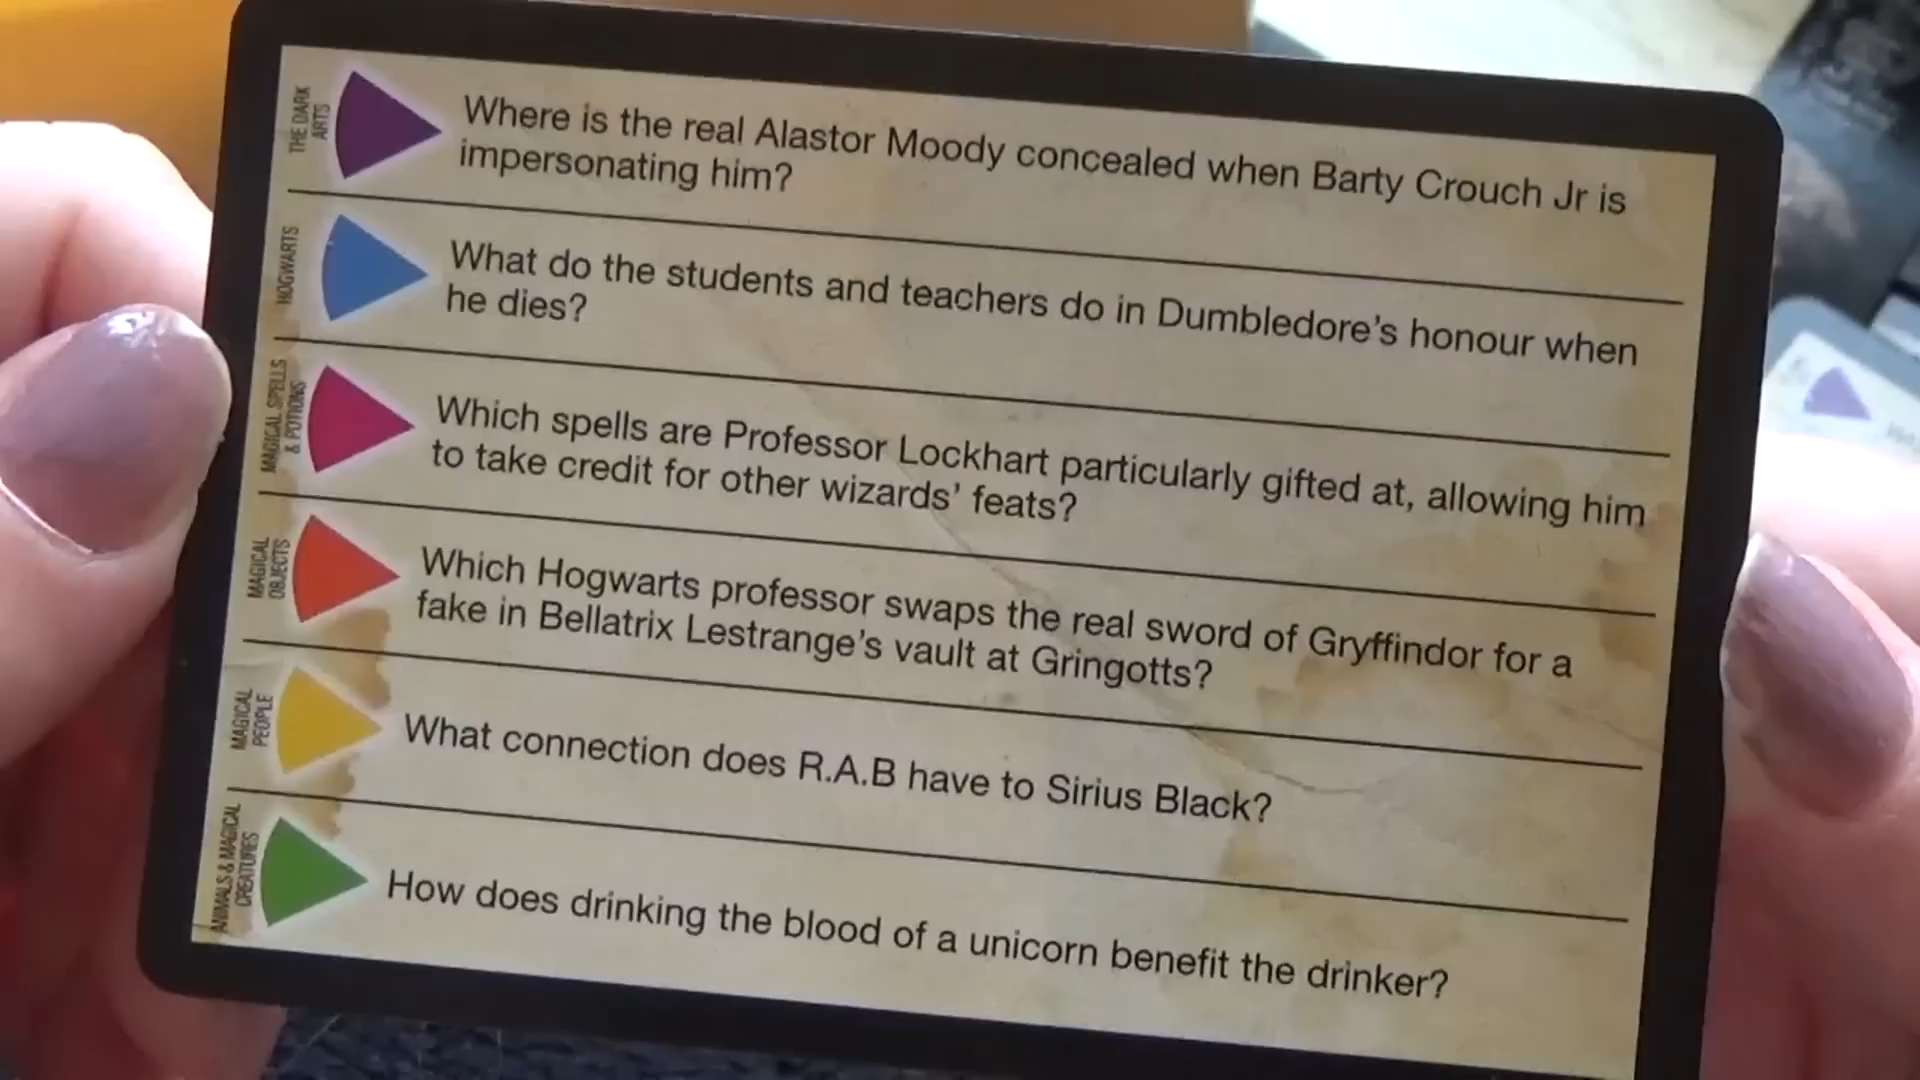 THE DARK
ARTS
Where is the real Alastor Moody concealed when Barty Crouch Jr is
impersonating him?
HOGWARTS
What do the students and teachers do in Dumbledore's honour when
he dies?
MAGICAL SPELLS
& POTIONS
Which spells are Professor Lockhart particularly gifted at, allowing him
to take credit for other wizards' feats?
MAGICAL
OBJECTS
Which Hogwarts professor swaps the real sword of Gryffindor for a
fake in Bellatrix Lestrange's vault at Gringotts?
MAGICAL
PEOPLE
What connection does R.A.B have to Sirius Black?
ANIMALS & MAGICAL
CREATURES
How does drinking the blood of a unicorn benefit the drinker?